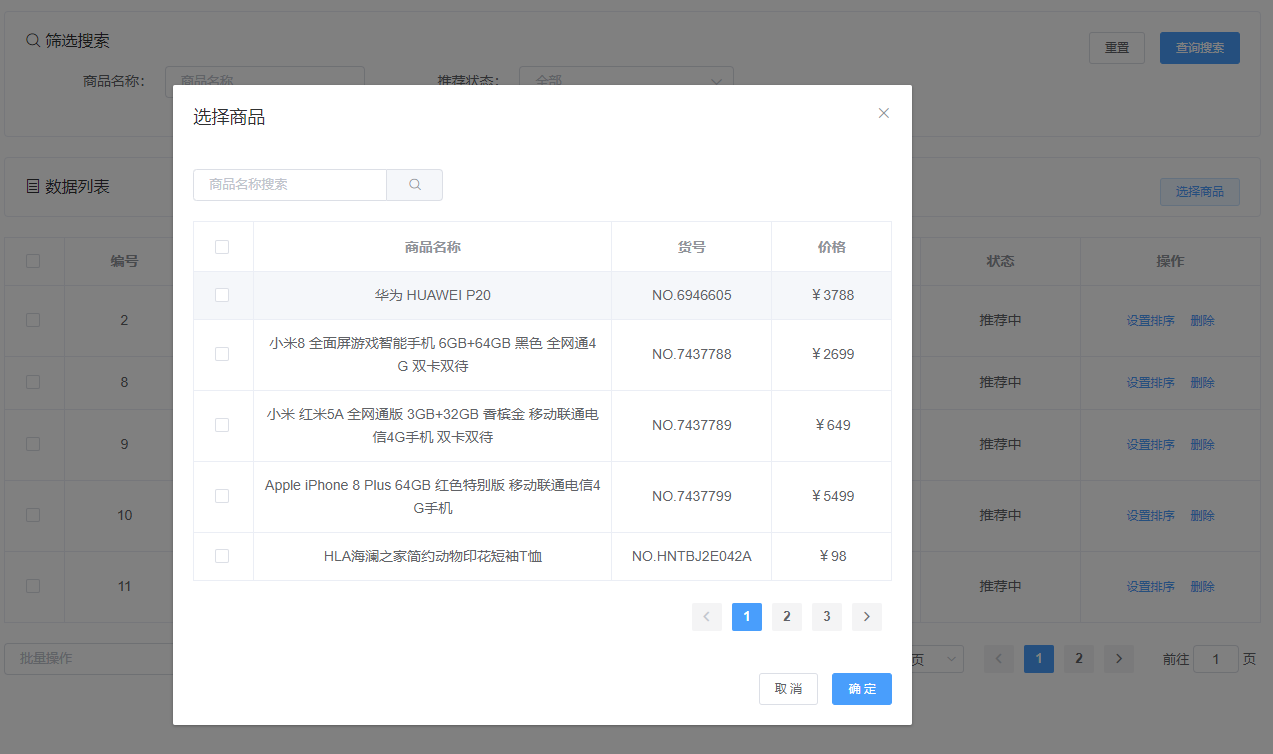 筛选搜索
重置
查询搜索
商品名称：
商品名称
推荐状态：
全部
数据列表
选择商品
编号
状态
操作
2
推荐中
设置排序
删除
8
推荐中
设置排序
删除
9
推荐中
设置排序
删除
10
推荐中
设置排序
删除
11
推荐中
设置排序
删除
批量操作
页
1
2
前往
1
页
选择商品
商品名称搜索
商品名称
货号
价格
华为 HUAWEI P20
NO.6946605
￥3788
小米8 全面屏游戏智能手机 6GB+64GB 黑色 全网通4
G 双卡双待
NO.7437788
￥2699
小米 红米5A 全网通版 3GB+32GB 香槟金 移动联通电
信4G手机 双卡双待
NO.7437789
￥649
Apple iPhone 8 Plus 64GB 红色特别版 移动联通电信4
G手机
NO.7437799
￥5499
HLA海澜之家简约动物印花短袖T恤
NO.HNTBJ2E042A
￥98
1
2
3
取 消
确 定